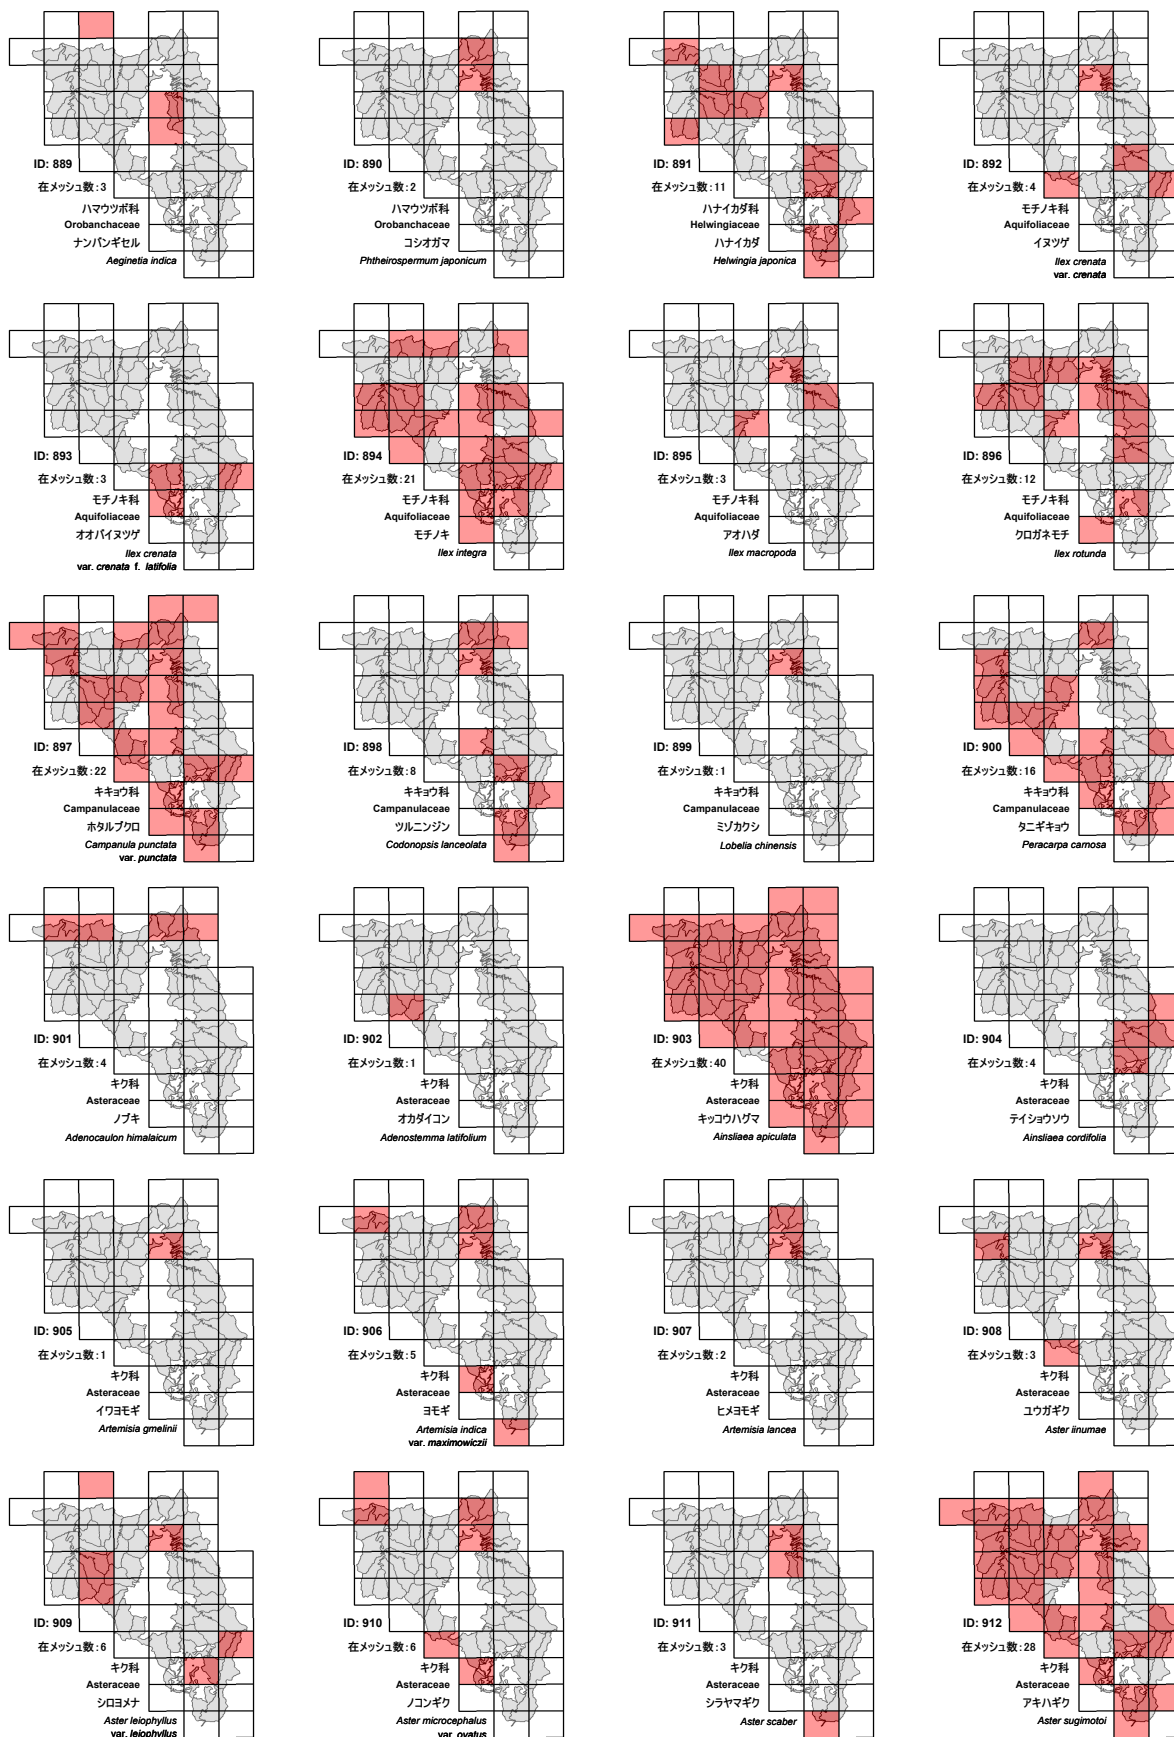 ID: 889
在メッシュ数:3
ハマウツボ科
Orobanchaceae
ナンバンギセル
Aeginetia indica
ID: 890
在メッシュ数:2
ハマウツボ科
Orobanchaceae
コシオガマ
Phtheirospermum japonicum
ID: 891
在メッシュ数:11
ハナイカダ科
Helwingiaceae
ハナイカダ
Helwingia japonica
ID: 892
在メッシュ数:4
モチノキ科
Aquifoliaceae
イヌツゲ
Ilex crenata
var. crenata
ID: 893
在メッシュ数:3
モチノキ科
Aquifoliaceae
オオバイヌツゲ
Ilex crenata
var. crenata f. latifolia
ID: 894
在メッシュ数:21
モチノキ科
Aquifoliaceae
モチノキ
Ilex integra
ID: 895
在メッシュ数:3
モチノキ科
Aquifoliaceae
アオハダ
Ilex macropoda
ID: 896
在メッシュ数:12
モチノキ科
Aquifoliaceae
クロガネモチ
Ilex rotunda
ID: 897
在メッシュ数:22
キキョウ科
Campanulaceae
ホタルブクロ
Campanula punctata
var. punctata
ID: 898
在メッシュ数:8
キキョウ科
Campanulaceae
ツルニンジン
Codonopsis lanceolata
ID: 899
在メッシュ数:1
キキョウ科
Campanulaceae
ミゾカクシ
Lobelia chinensis
ID: 900
在メッシュ数:16
キキョウ科
Campanulaceae
タニギキョウ
Peracarpa carnosa
ID: 901
在メッシュ数:4
キク科
Asteraceae
ノブキ
Adenocaulon himalaicum
ID: 902
在メッシュ数:1
キク科
Asteraceae
オカダイコン
Adenostemma latifolium
ID: 903
在メッシュ数:40
キク科
Asteraceae
キッコウハグマ
Ainsliaea apiculata
ID: 904
在メッシュ数:4
キク科
Asteraceae
テイショウソウ
Ainsliaea cordifolia
ID: 905
在メッシュ数:1
キク科
Asteraceae
イワヨモギ
Artemisia gmelinii
ID: 906
在メッシュ数:5
キク科
Asteraceae
ヨモギ
Artemisia indica
var. maximowiczii
ID: 907
在メッシュ数:2
キク科
Asteraceae
ヒメヨモギ
Artemisia lancea
ID: 908
在メッシュ数:3
キク科
Asteraceae
ユウガギク
Aster iinumae
ID: 909
在メッシュ数:6
キク科
Asteraceae
シロヨメナ
Aster leiophyllus
var. leiophyllus
ID: 910
在メッシュ数:6
キク科
Asteraceae
ノコンギク
Aster microcephalus
var. ovatus
ID: 911
在メッシュ数:3
キク科
Asteraceae
シラヤマギク
Aster scaber
ID: 912
在メッシュ数:28
キク科
Asteraceae
アキハギク
Aster sugimotoi